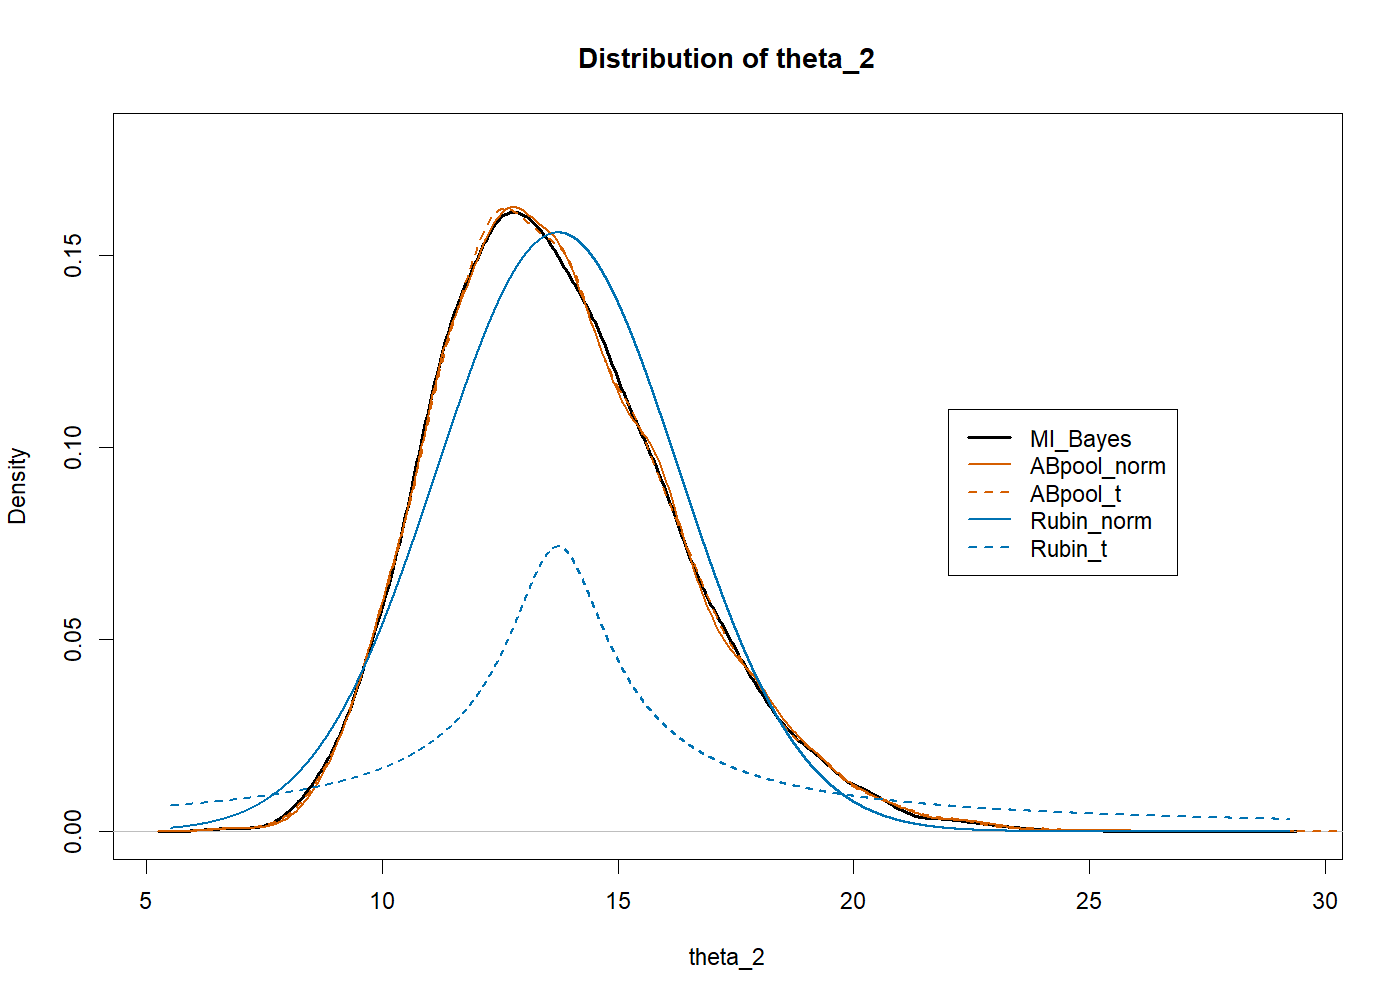 Distribution of theta_2
Density
0.00
0.05
0.10
0.15
MI_Bayes
ABpool_norm
ABpool_t
Rubin_norm
Rubin_t
5 10 15 20 25 30
theta_2